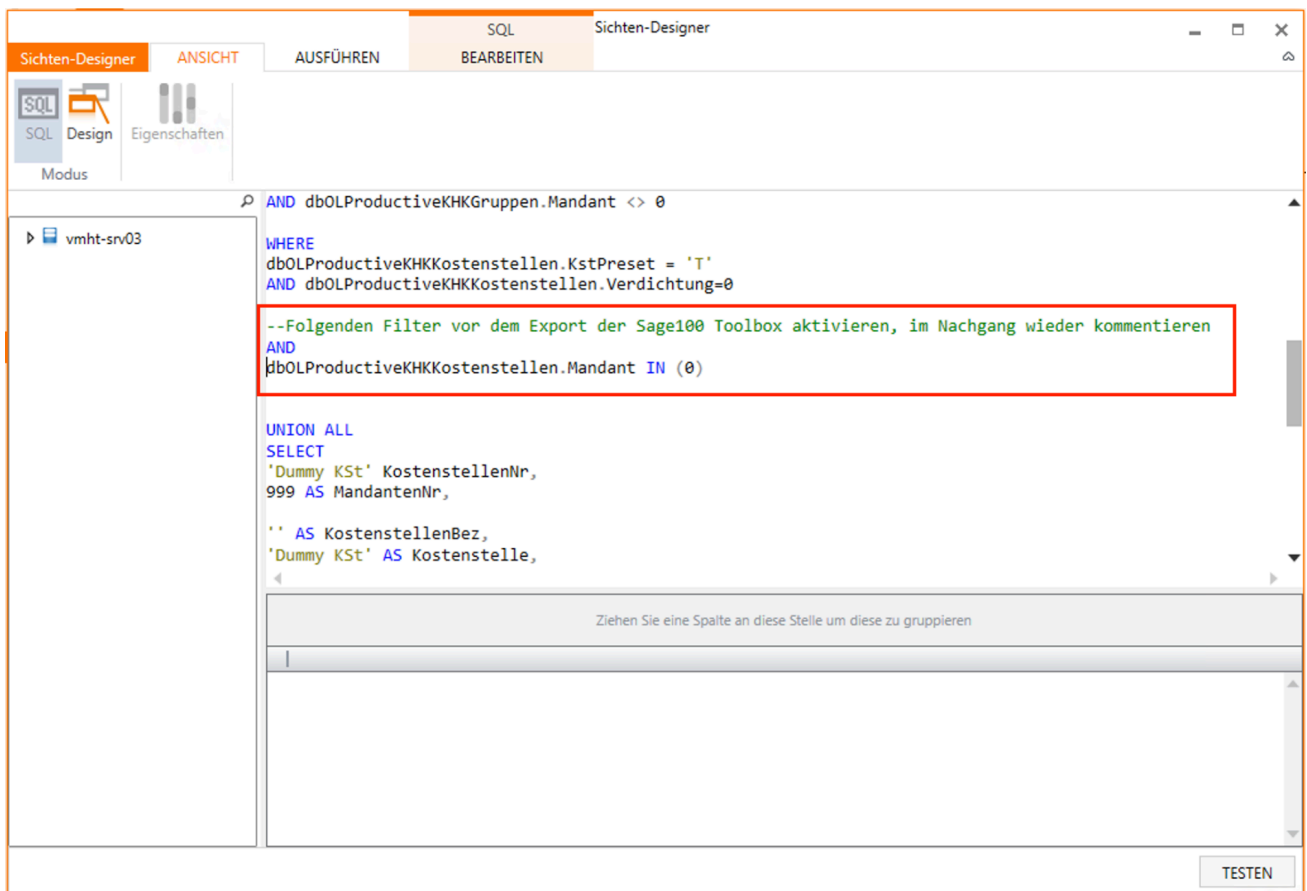 SQL
Sichten-Designer
Sichten-Designer
ANSICHT
AUSFÜHREN
BEARBEITEN
SQL
SQL
Design
Eigenschaften
Modus
vmht-srv03
AND dbOLProductiveKHKGruppen.Mandant <> 0
WHERE
dbOLProductiveKHKKostenstellen.KstPreset = 'T'
AND dbOLProductiveKHKKostenstellen.Verdichtung=0
--Folgenden Filter vor dem Export der Sage100 Toolbox aktivieren, im Nachgang wieder kommentieren
AND
dbOLProductiveKHKKostenstellen.Mandant IN (0)
UNION ALL
SELECT
'Dummy KSt' KostenstellenNr,
999 AS MandantenNr,
'' AS KostenstellenBez,
'Dummy KSt' AS Kostenstelle,
Ziehen Sie eine Spalte an diese Stelle um diese zu gruppieren
TESTEN